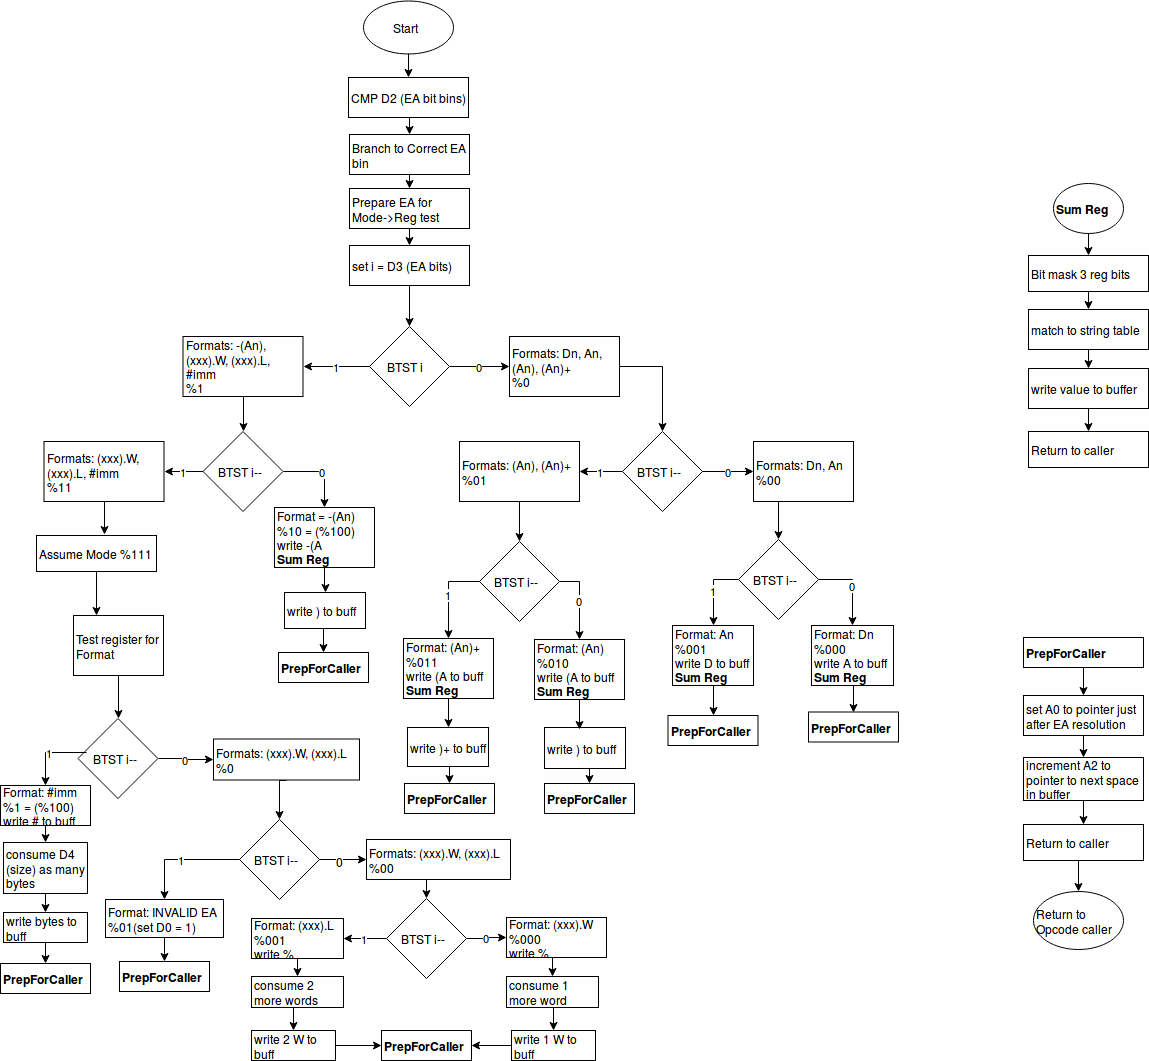 Start
CMP D2 (EA bit bins)
Branch to Correct EA
bin
Prepare EA for
Mode->Reg test
set i = D3 (EA bits)
BTST i
1
0
Formats: -(An),
(xxx).W, (xxx).L,
#imm
%1
Formats: Dn, An,
(An), (An)+
%0
BTST i--
1
0
Formats: (xxx).W,
(xxx).L, #imm
%11
Format = -(An)
%10 = (%100)
write -(A
Sum Reg
write ) to buff
PrepForCaller
BTST i--
1
0
Formats: (An), (An)+
%01
Formats: Dn, An
%00
BTST i--
1
0
Format: (An)+
%011
write (A to buff
Sum Reg
write )+ to buff
PrepForCaller
Format: (An)
%010
write (A to buff
Sum Reg
write ) to buff
PrepForCaller
BTST i--
1
0
Format: An
%001
write D to buff
Sum Reg
PrepForCaller
Format: Dn
%000
write A to buff
Sum Reg
PrepForCaller
Assume Mode %111
Test register for
Format
BTST i--
1
0
Format: #imm
%1 = (%100)
write # to buff
consume D4
(size) as many
bytes
write bytes to
buff
PrepForCaller
Formats: (xxx).W, (xxx).L
%0
BTST i--
1
0
Format: INVALID EA
%01(set D0 = 1)
PrepForCaller
Formats: (xxx).W, (xxx).L
%00
BTST i--
1
0
Format: (xxx).L
%001
write %
consume 2
more words
write 2 W to
buff
Format: (xxx).W
%000
write %
consume 1
more word
write 1 W to
buff
PrepForCaller
Sum Reg
Bit mask 3 reg bits
match to string table
write value to buffer
Return to caller
PrepForCaller
set A0 to pointer just
after EA resolution
increment A2 to
pointer to next space
in buffer
Return to caller
Return to
Opcode caller